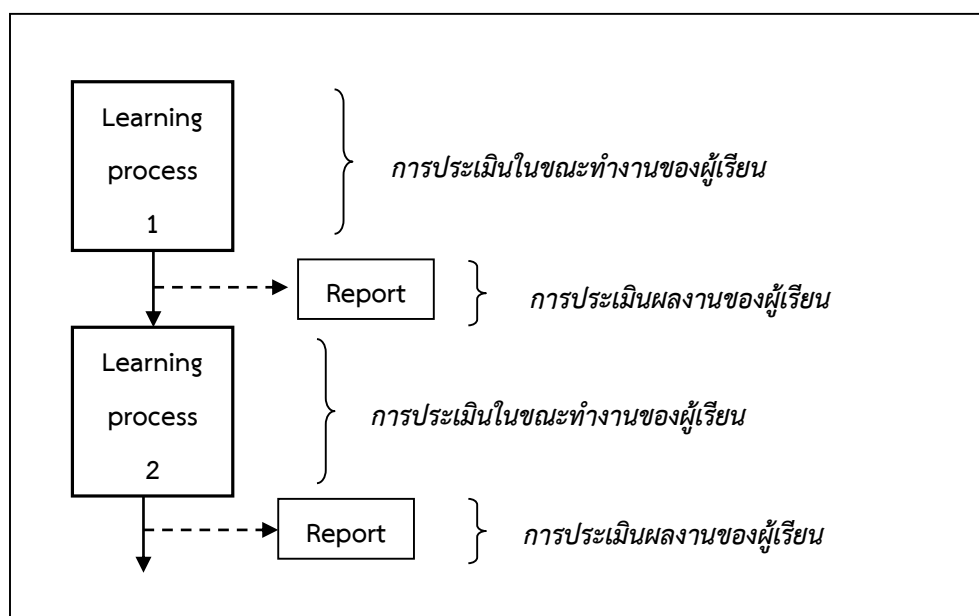 Learning
process
1
การประเมินในขณะทำงานของผู้เรียน
Report
การประเมินผลงานของผู้เรียน
Learning
process
2
การประเมินในขณะทำงานของผู้เรียน
Report
การประเมินผลงานของผู้เรียน